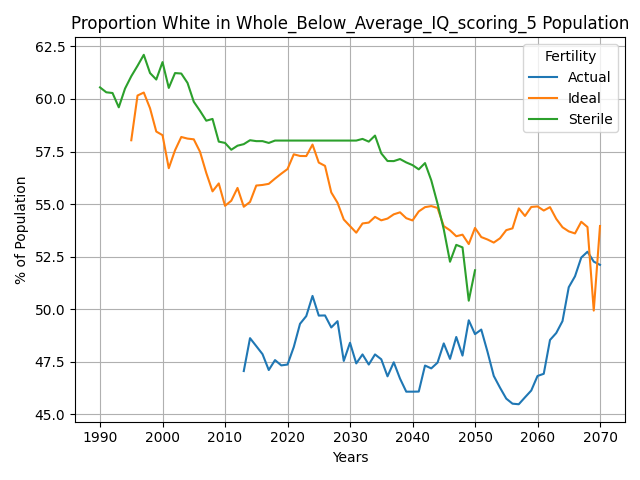 Proportion White in Whole_Below_Average_IQ_scoring_5 Population
% of Population
62.5
60.0
57.5
55.0
52.5
50.0
47.5
45.0
Fertility
Actual
Ideal
Sterile
1990 2000 2010 2020 2030 2040 2050 2060 2070
Years